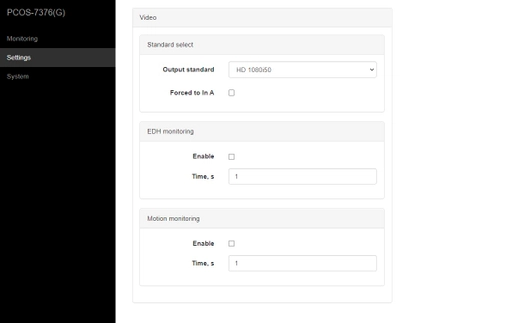 PCOS-7376(G)
Monitoring
Settings
System
Video
Standard select
Output standard
HD 1080i50
Forced to In A
EDH monitoring
Enable
Time, s
1
Motion monitoring
Enable
Time, s
1